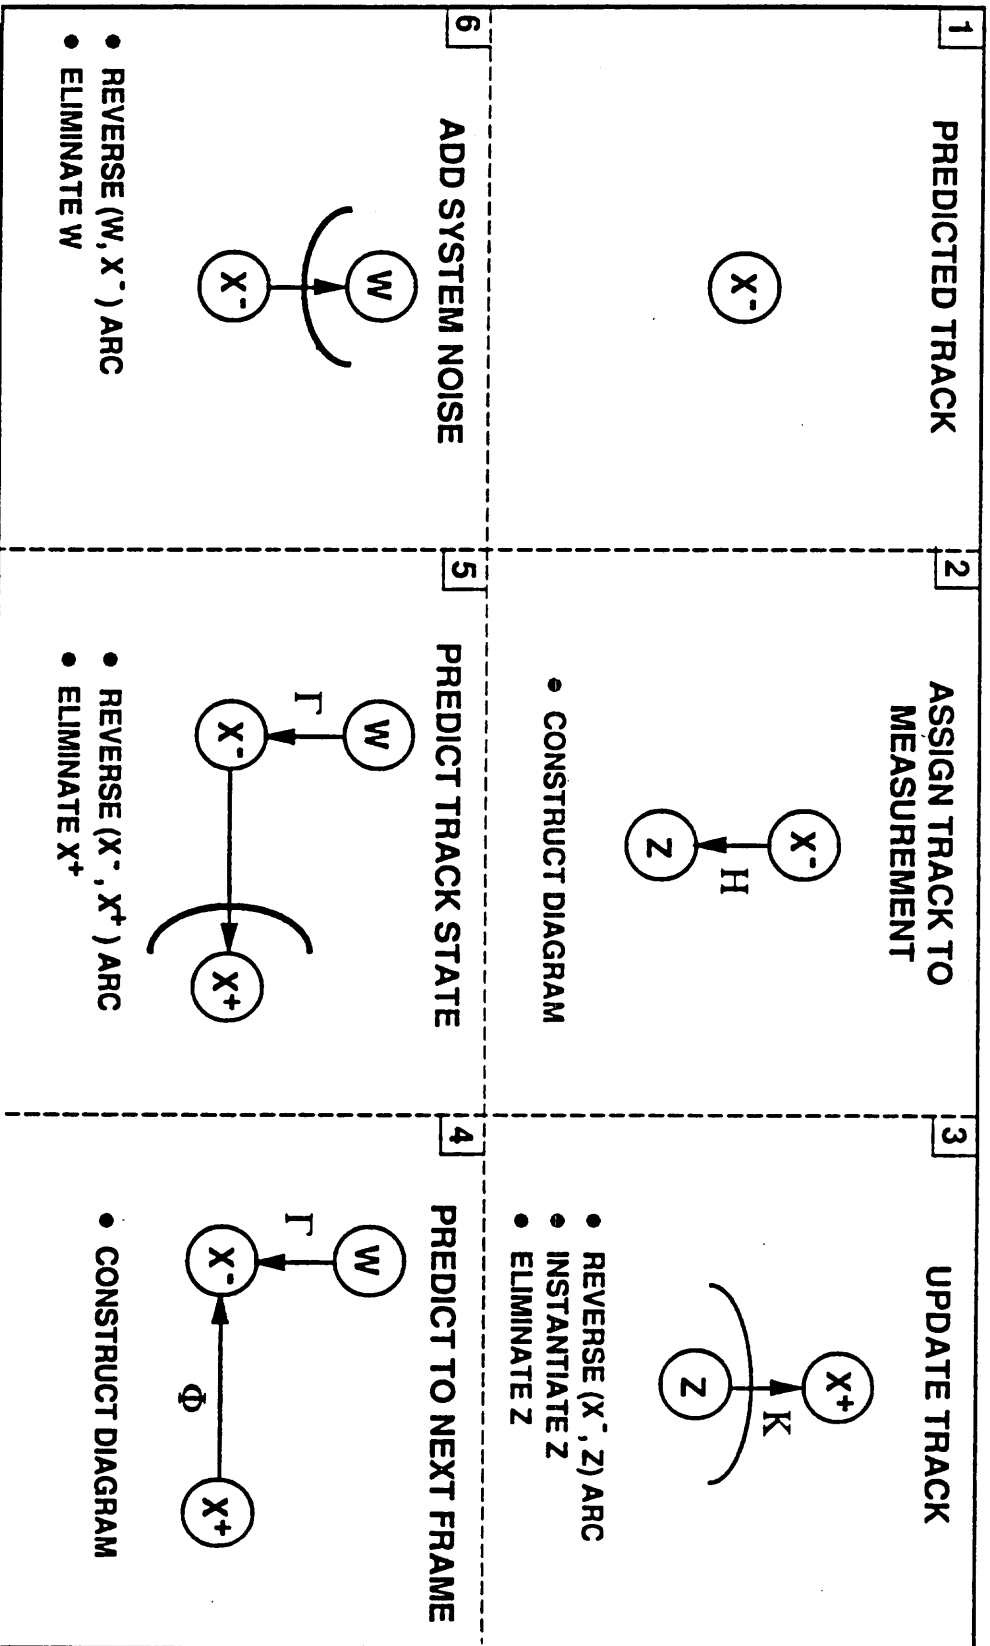 1
PREDICTED TRACK
X-
2
ASSIGN TRACK TO
MEASUREMENT
X-
H
Z
• CONSTRUCT DIAGRAM
3
UPDATE TRACK
X+
K
Z
• REVERSE (X-, Z) ARC
• INSTANTIATE Z
• ELIMINATE Z
4
PREDICT TO NEXT FRAME
W
Γ
X-
Φ
X+
• CONSTRUCT DIAGRAM
5
PREDICT TRACK STATE
W
Γ
X-
X+
• REVERSE (X-, X+) ARC
• ELIMINATE X+
6
ADD SYSTEM NOISE
W
X-
• REVERSE (W, X-) ARC
• ELIMINATE W